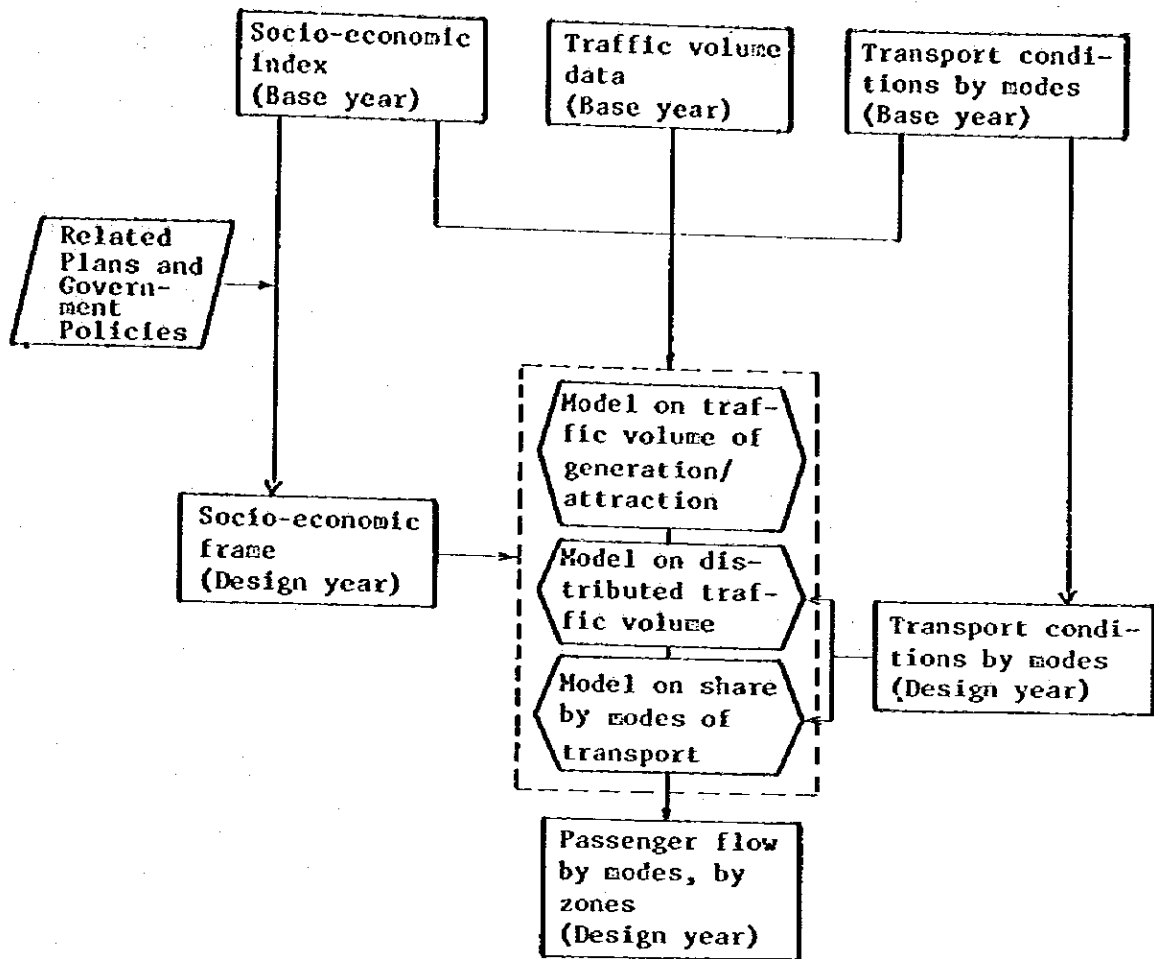 Socio-economic
index
(Base year)
Traffic volume
data
(Base year)
Transport condi-
tions by modes
(Base year)
Related
Plans and
Govern-
ment
Policies
Model on traf-
fic volume of
generation/
attraction
Socio-economic
frame
(Design year)
Model on dis-
tributed traf-
fic volume
Transport condi-
tions by modes
(Design year)
Model on share
by modes of
transport
Passenger flow
by modes, by
zones
(Design year)